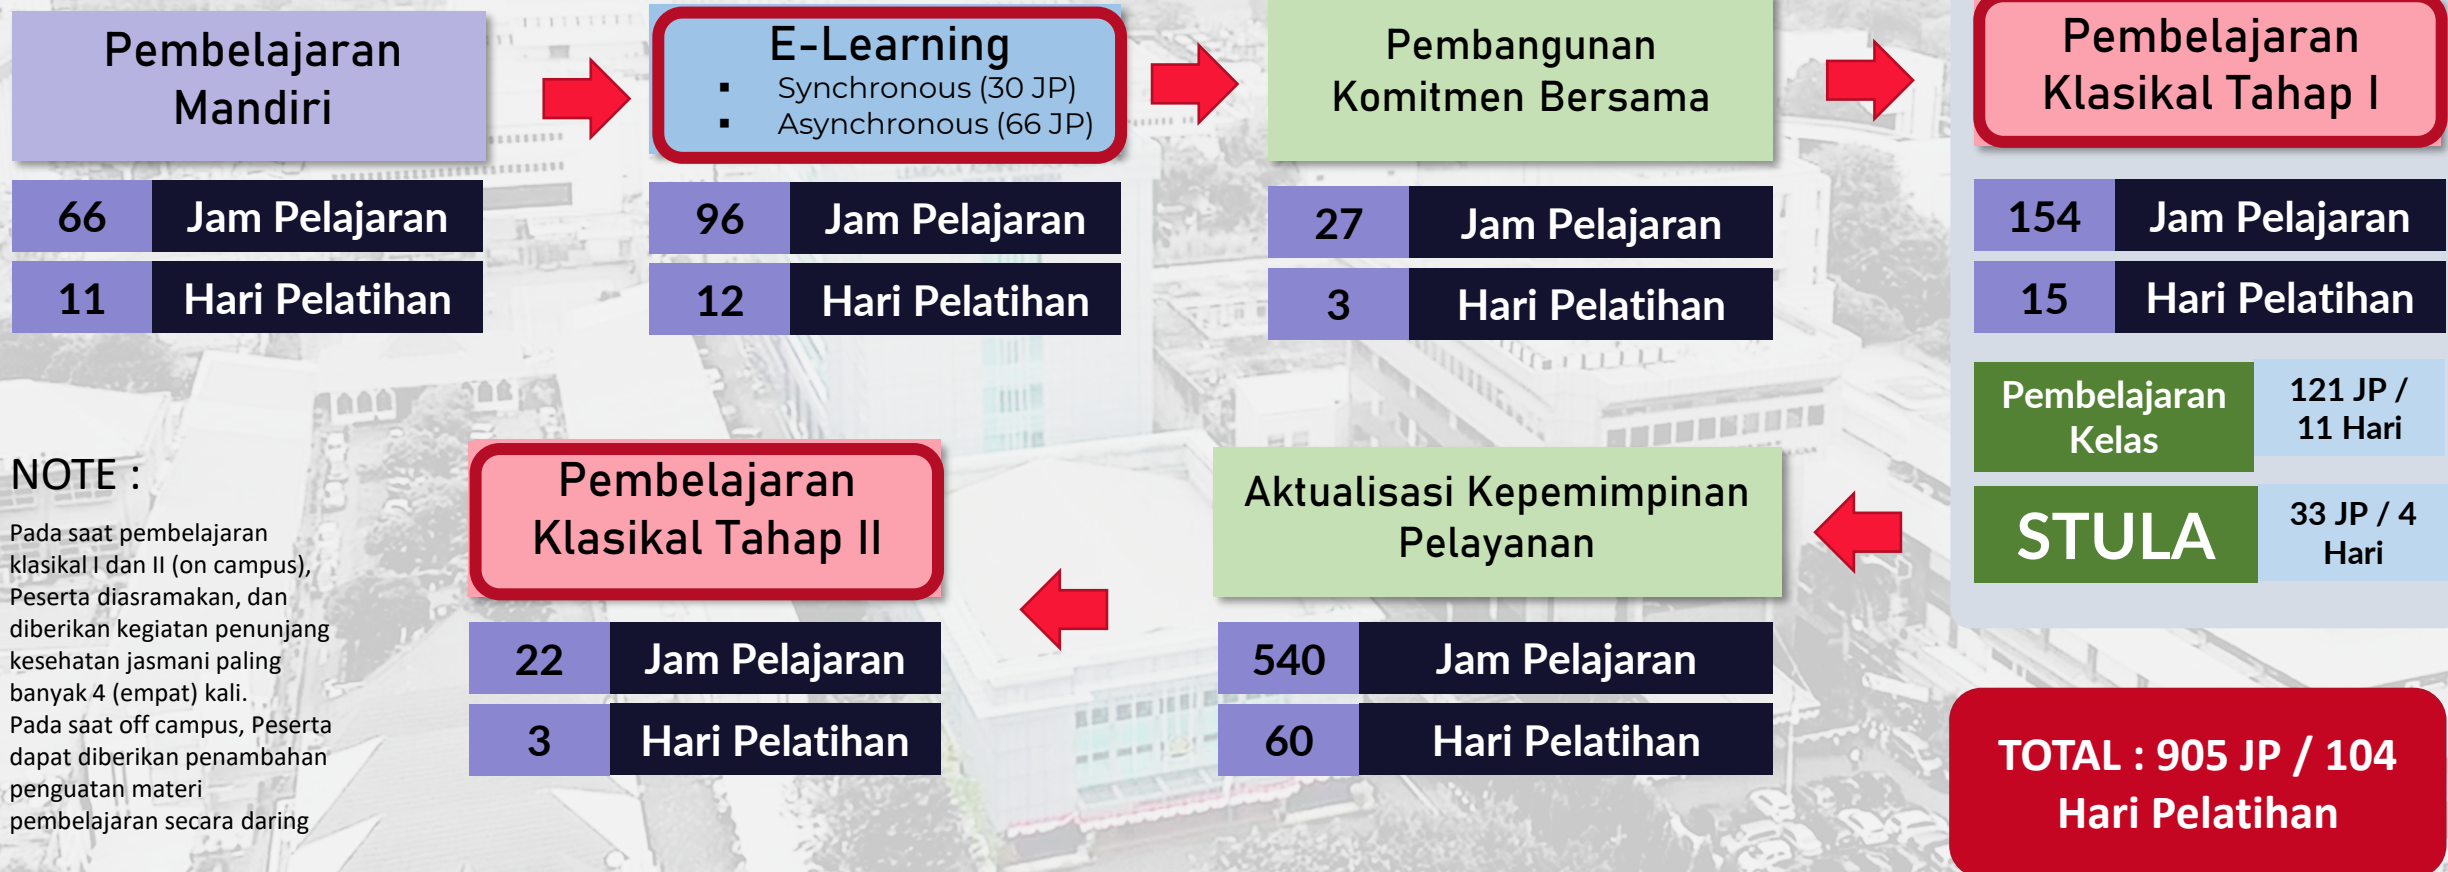 Pembelajaran
Mandiri
66 Jam Pelajaran
11 Hari Pelatihan
E-Learning
▪ Synchronous (30 JP)
▪ Asynchronous (66 JP)
96 Jam Pelajaran
12 Hari Pelatihan
Pembangunan
Komitmen Bersama
27 Jam Pelajaran
3 Hari Pelatihan
Pembelajaran
Klasikal Tahap I
154 Jam Pelajaran
15 Hari Pelatihan
Pembelajaran
Kelas
121 JP /
11 Hari
STULA
33 JP / 4
Hari
Aktualisasi Kepemimpinan
Pelayanan
540 Jam Pelajaran
60 Hari Pelatihan
Pembelajaran
Klasikal Tahap II
22 Jam Pelajaran
3 Hari Pelatihan
NOTE :
Pada saat pembelajaran
klasikal I dan II (on campus),
Peserta diasramakan, dan
diberikan kegiatan penunjang
kesehatan jasmani paling
banyak 4 (empat) kali.
Pada saat off campus, Peserta
dapat diberikan penambahan
penguatan materi
pembelajaran secara daring
TOTAL : 905 JP / 104
Hari Pelatihan